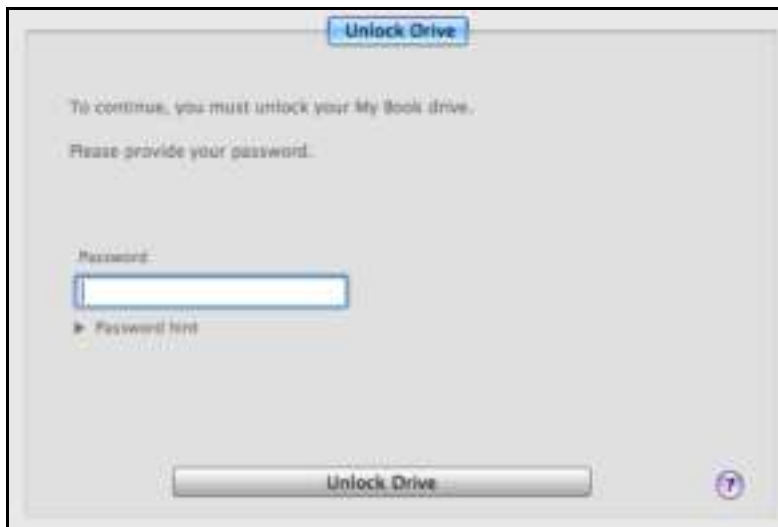 Unlock Drive
To continue, you must unlock your My Book drive.
Please provide your password.
Password
▶ Password hint
Unlock Drive
?